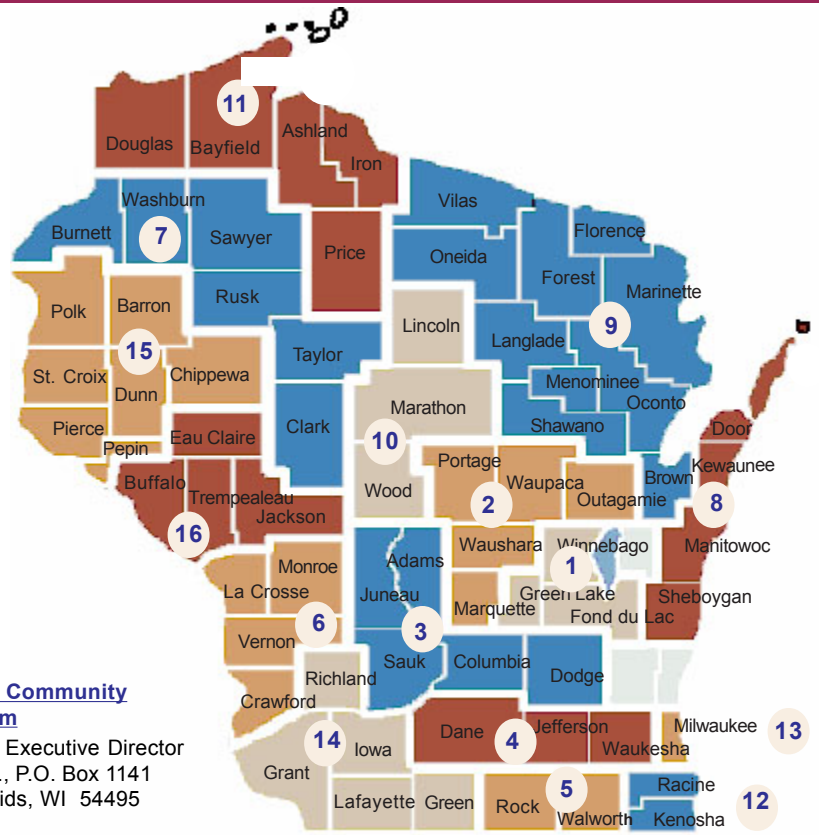 11
Ashland
Douglas
Bayfield
Iron
Washburn
Vilas
Burnett
7
Sawyer
Florence
Oneida
Price
Forest
Marinette
Rusk
Polk
Barron
Lincoln
9
Langlade
15
Taylor
St. Croix
Chippewa
Menominee
Dunn
Oconto
Marathon
Pierce
Clark
Shawano
Door
Eau Claire
10
Pepin
Portage
Kewaunee
Brown
Buffalo
Waupaca
Wood
Trempealeau
2
Outagamie
8
Jackson
16
Waushara
Winnebago
Manitowoc
Adams
Monroe
1
La Crosse
Juneau
Green Lake
Sheboygan
Marquette
Fond du Lac
6
3
Vernon
Sauk
Columbia
Dodge
Richland
Community
Crawford
m
Dane
Jefferson
Milwaukee
13
Executive Director
14
Iowa
4
Waukesha
., P.O. Box 1141
Grant
ids, WI 54495
5
Racine
Lafayette
Green
Rock
12
Walworth
Kenosha